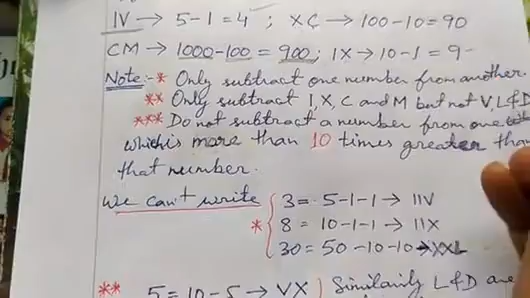 IV → 5-1=4 ; XC → 100-10=90
CM → 1000-100=900; IX → 10-1=9
Note:- * Only subtract one number from another.
** Only subtract I, X, C and M but not V, L & D
*** Do not subtract a number from one
which is more than 10 times greater than
that number.
We can't write
3 = 5-1-1 → IIV
* 8 = 10-1-1 → IIX
30 = 50-10-10 → XXL
** 5=10-5 → VX ) Similarily L & D are